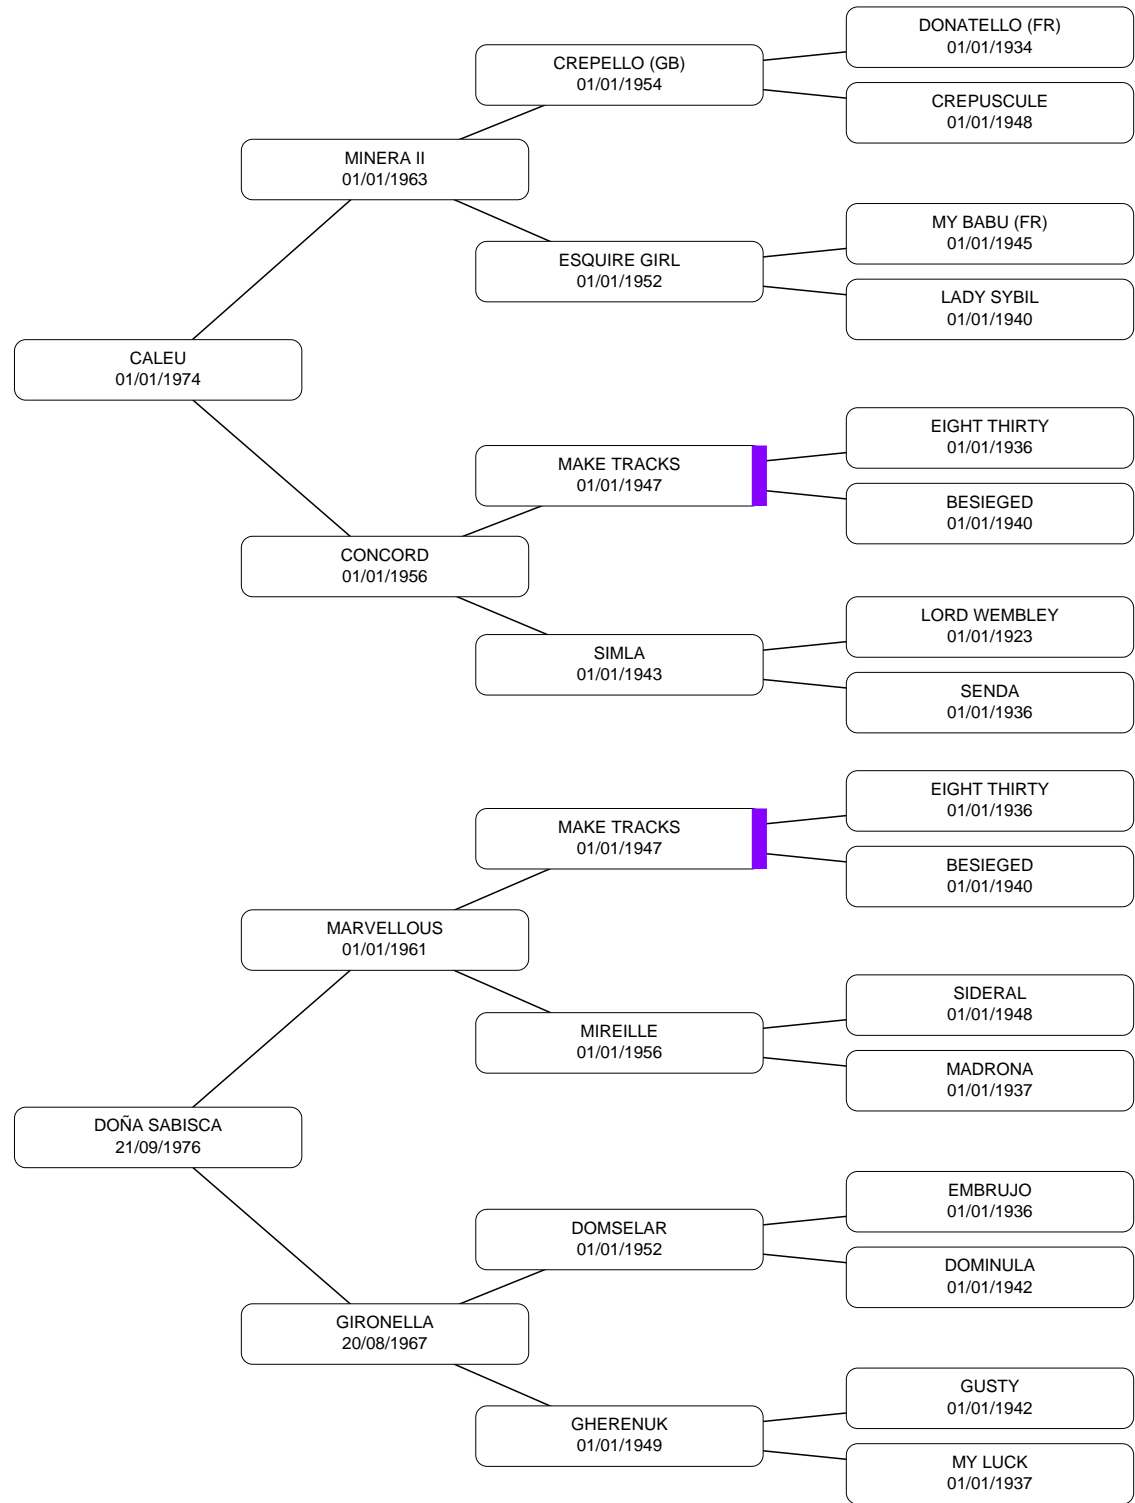 DONATELLO (FR)
01/01/1934
CREPELLO (GB)
01/01/1954
CREPUSCULE
01/01/1948
MINERA II
01/01/1963
MY BABU (FR)
01/01/1945
ESQUIRE GIRL
01/01/1952
LADY SYBIL
01/01/1940
CALEU
01/01/1974
EIGHT THIRTY
01/01/1936
MAKE TRACKS
01/01/1947
BESIEGED
01/01/1940
CONCORD
01/01/1956
LORD WEMBLEY
01/01/1923
SIMLA
01/01/1943
SENDA
01/01/1936
EIGHT THIRTY
01/01/1936
MAKE TRACKS
01/01/1947
BESIEGED
01/01/1940
MARVELLOUS
01/01/1961
SIDERAL
01/01/1948
MIREILLE
01/01/1956
MADRONA
01/01/1937
DOÑA SABISCA
21/09/1976
EMBRUJO
01/01/1936
DOMSELAR
01/01/1952
DOMINULA
01/01/1942
GIRONELLA
20/08/1967
GUSTY
01/01/1942
GHERENUK
01/01/1949
MY LUCK
01/01/1937